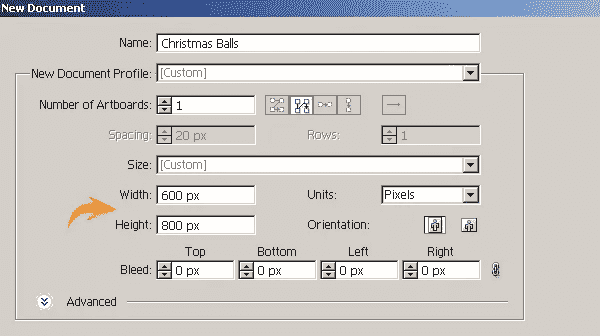 New Document
Name: Christmas Balls
New Document Profile: [Custom]
Number of Artboards: 1
Spacing: 20 px Rows: 1
Size: [Custom]
Width: 600 px Units: Pixels
Height: 800 px Orientation:
Top Bottom Left Right
Bleed: 0 px 0 px 0 px 0 px
Advanced